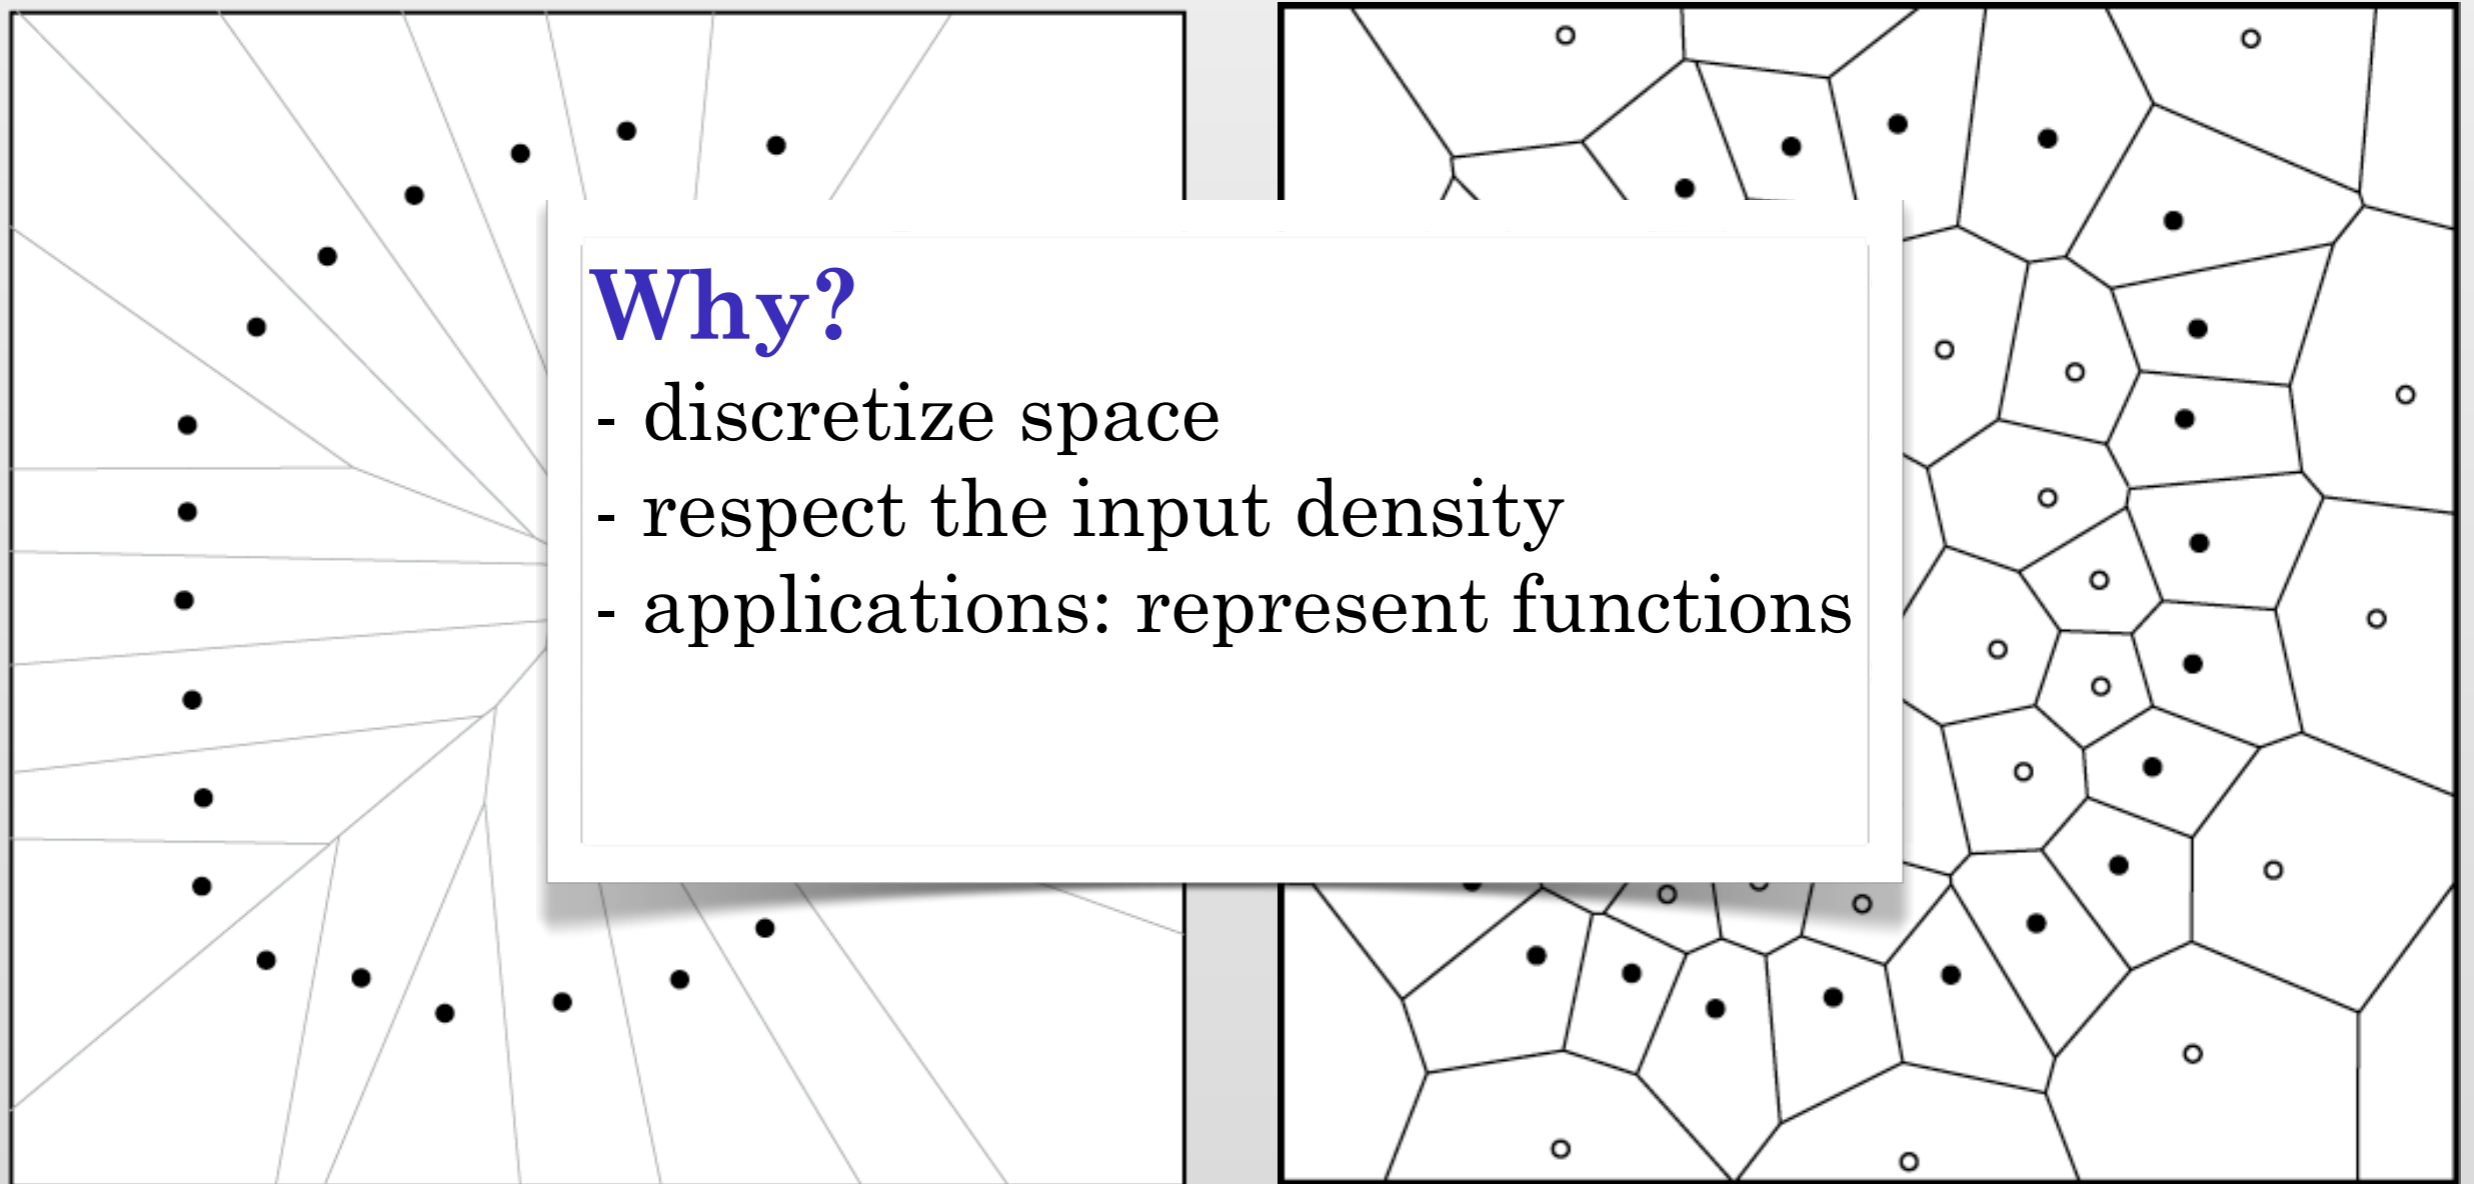 Why?
- discretize space
- respect the input density
- applications: represent functions